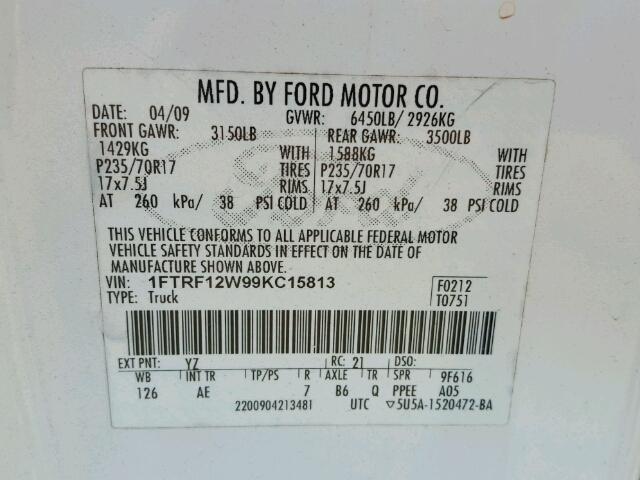 MFD. BY FORD MOTOR CO.
DATE: 04/09 GVWR: 6450LB/ 2926KG
FRONT GAWR: 3150LB REAR GAWR: 3500LB
1429KG WITH 1588KG WITH
P235/70R17 TIRES P235/70R17 TIRES
17x7.5J RIMS 17x7.5J RIMS
AT 260 kPa/ 38 PSI COLD AT 260 kPa/ 38 PSI COLD
THIS VEHICLE CONFORMS TO ALL APPLICABLE FEDERAL MOTOR
VEHICLE SAFETY STANDARDS IN EFFECT ON THE DATE OF
MANUFACTURE SHOWN ABOVE.
VIN: 1FTRF12W99KC15813 F0212
TYPE: Truck T0751
EXT PNT: YZ RC: 21 DSO:
WB INT TR TP/PS R AXLE TR SPR 9F616
126 AE 7 B6 Q PPEE A05
2200904213481 UTC ▽5U5A-1520472-BA